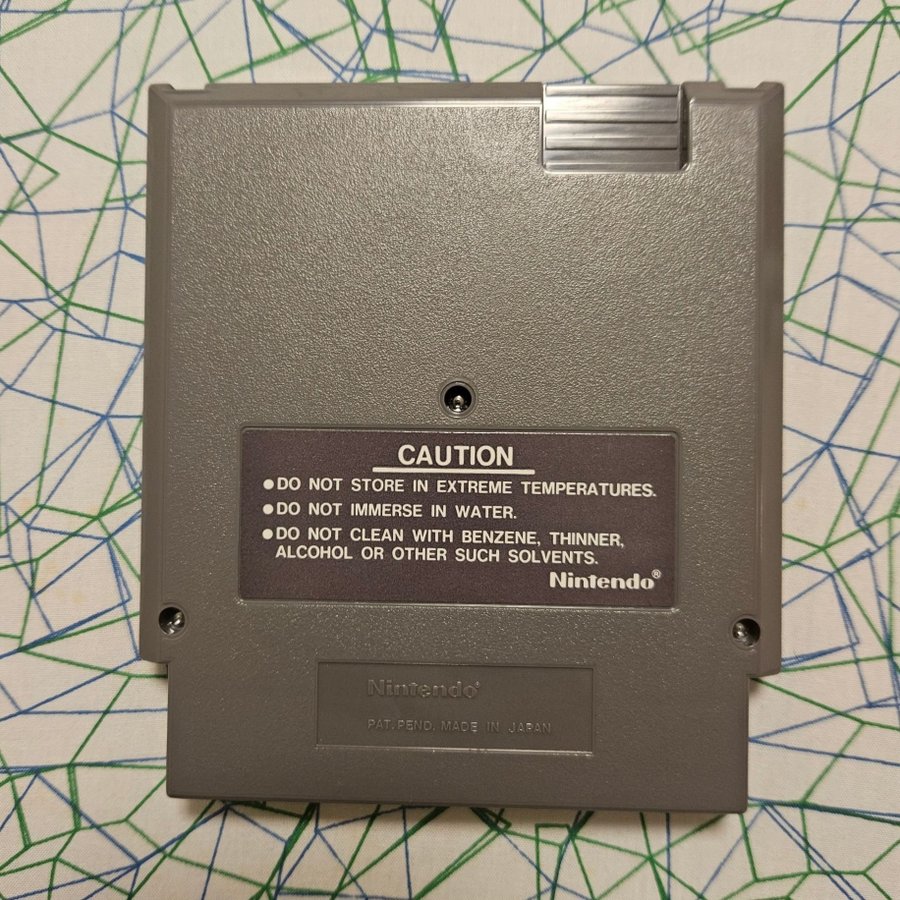 CAUTION
●DO NOT STORE IN EXTREME TEMPERATURES.
●DO NOT IMMERSE IN WATER.
●DO NOT CLEAN WITH BENZENE, THINNER,
ALCOHOL OR OTHER SUCH SOLVENTS.
Nintendo®
Nintendo®
PAT. PEND. MADE IN JAPAN